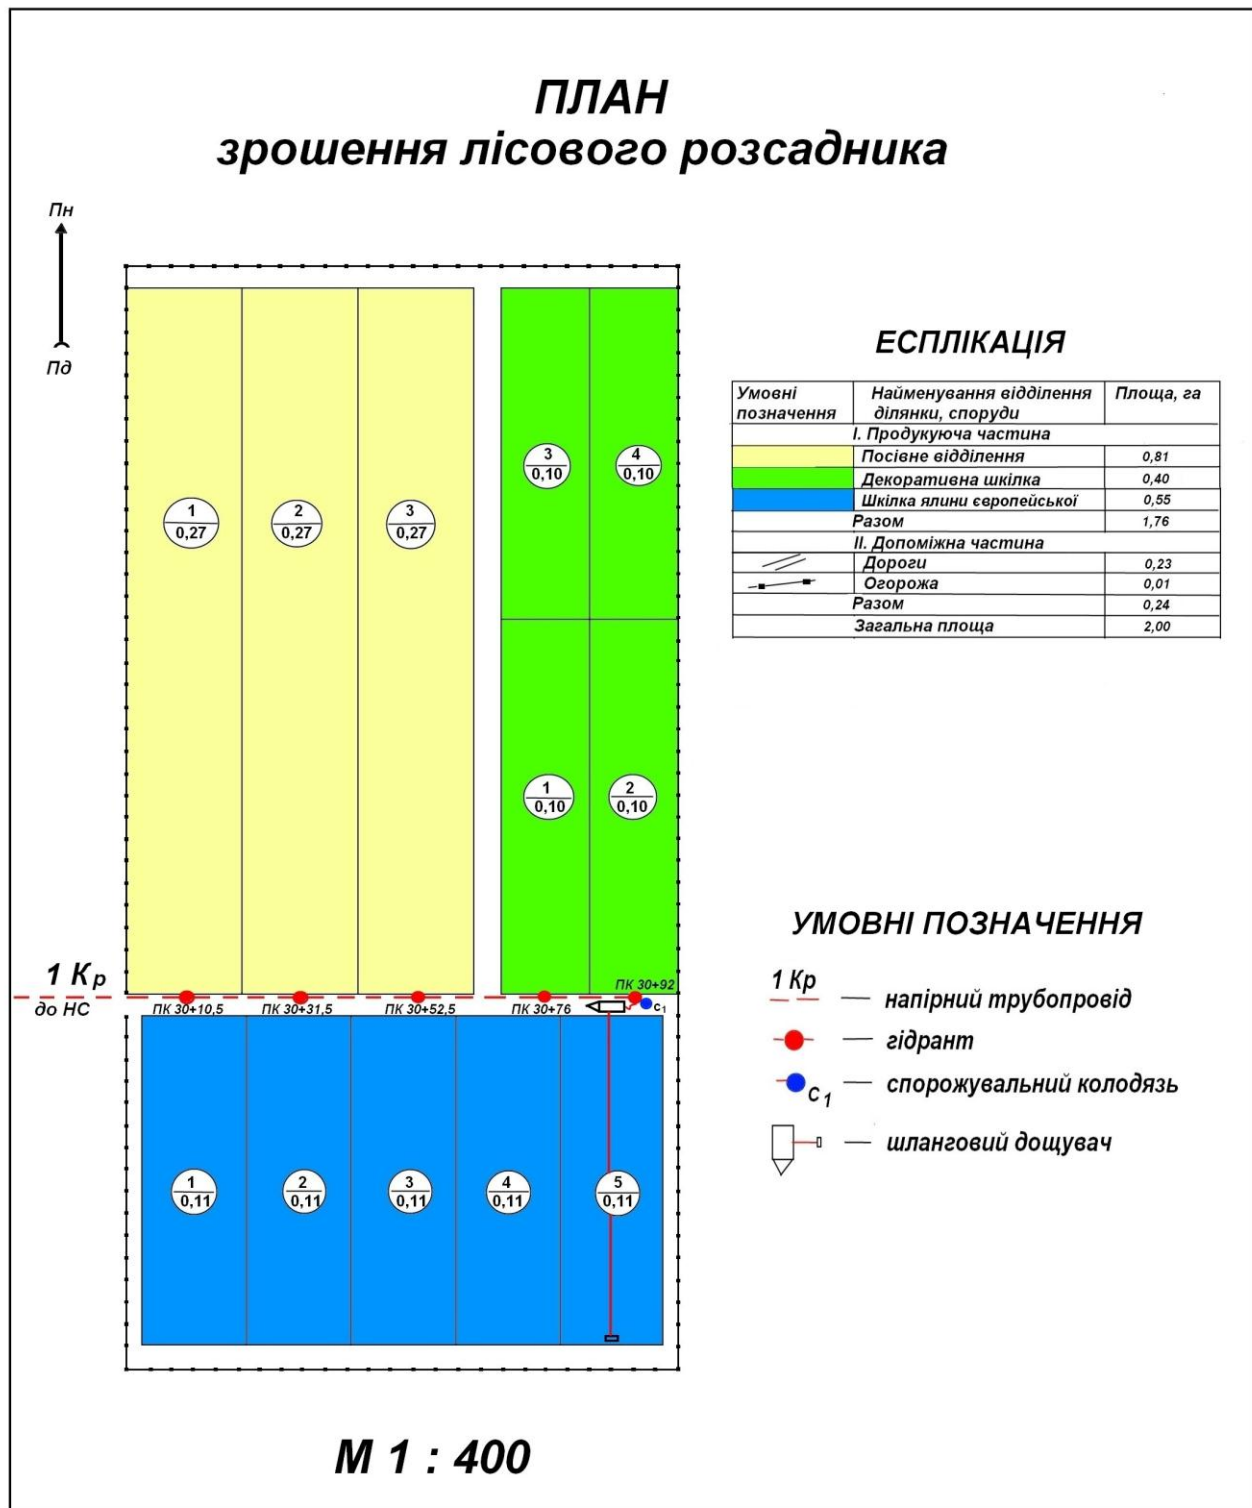 ПЛАН
зрошення лісового розсадника
Пн
Пд
1
0,27
2
0,27
3
0,27
3
0,10
4
0,10
1
0,10
2
0,10
1 Кр
до НС
ПК 30+10,5
ПК 30+31,5
ПК 30+52,5
ПК 30+76
ПК 30+92
С1
1
0,11
2
0,11
3
0,11
4
0,11
5
0,11
М 1 : 400
ЕСПЛІКАЦІЯ
Умовні позначення
Найменування відділення ділянки, споруди
Площа, га
І. Продукуюча частина
Посівне відділення 0,81
Декоративна шкілка 0,40
Шкілка ялини європейської 0,55
Разом 1,76
ІІ. Допоміжна частина
Дороги 0,23
Огорожа 0,01
Разом 0,24
Загальна площа 2,00
УМОВНІ ПОЗНАЧЕННЯ
1 Кр
— напірний трубопровід
— гідрант
С 1 — спорожувальний колодязь
— шланговий дощувач